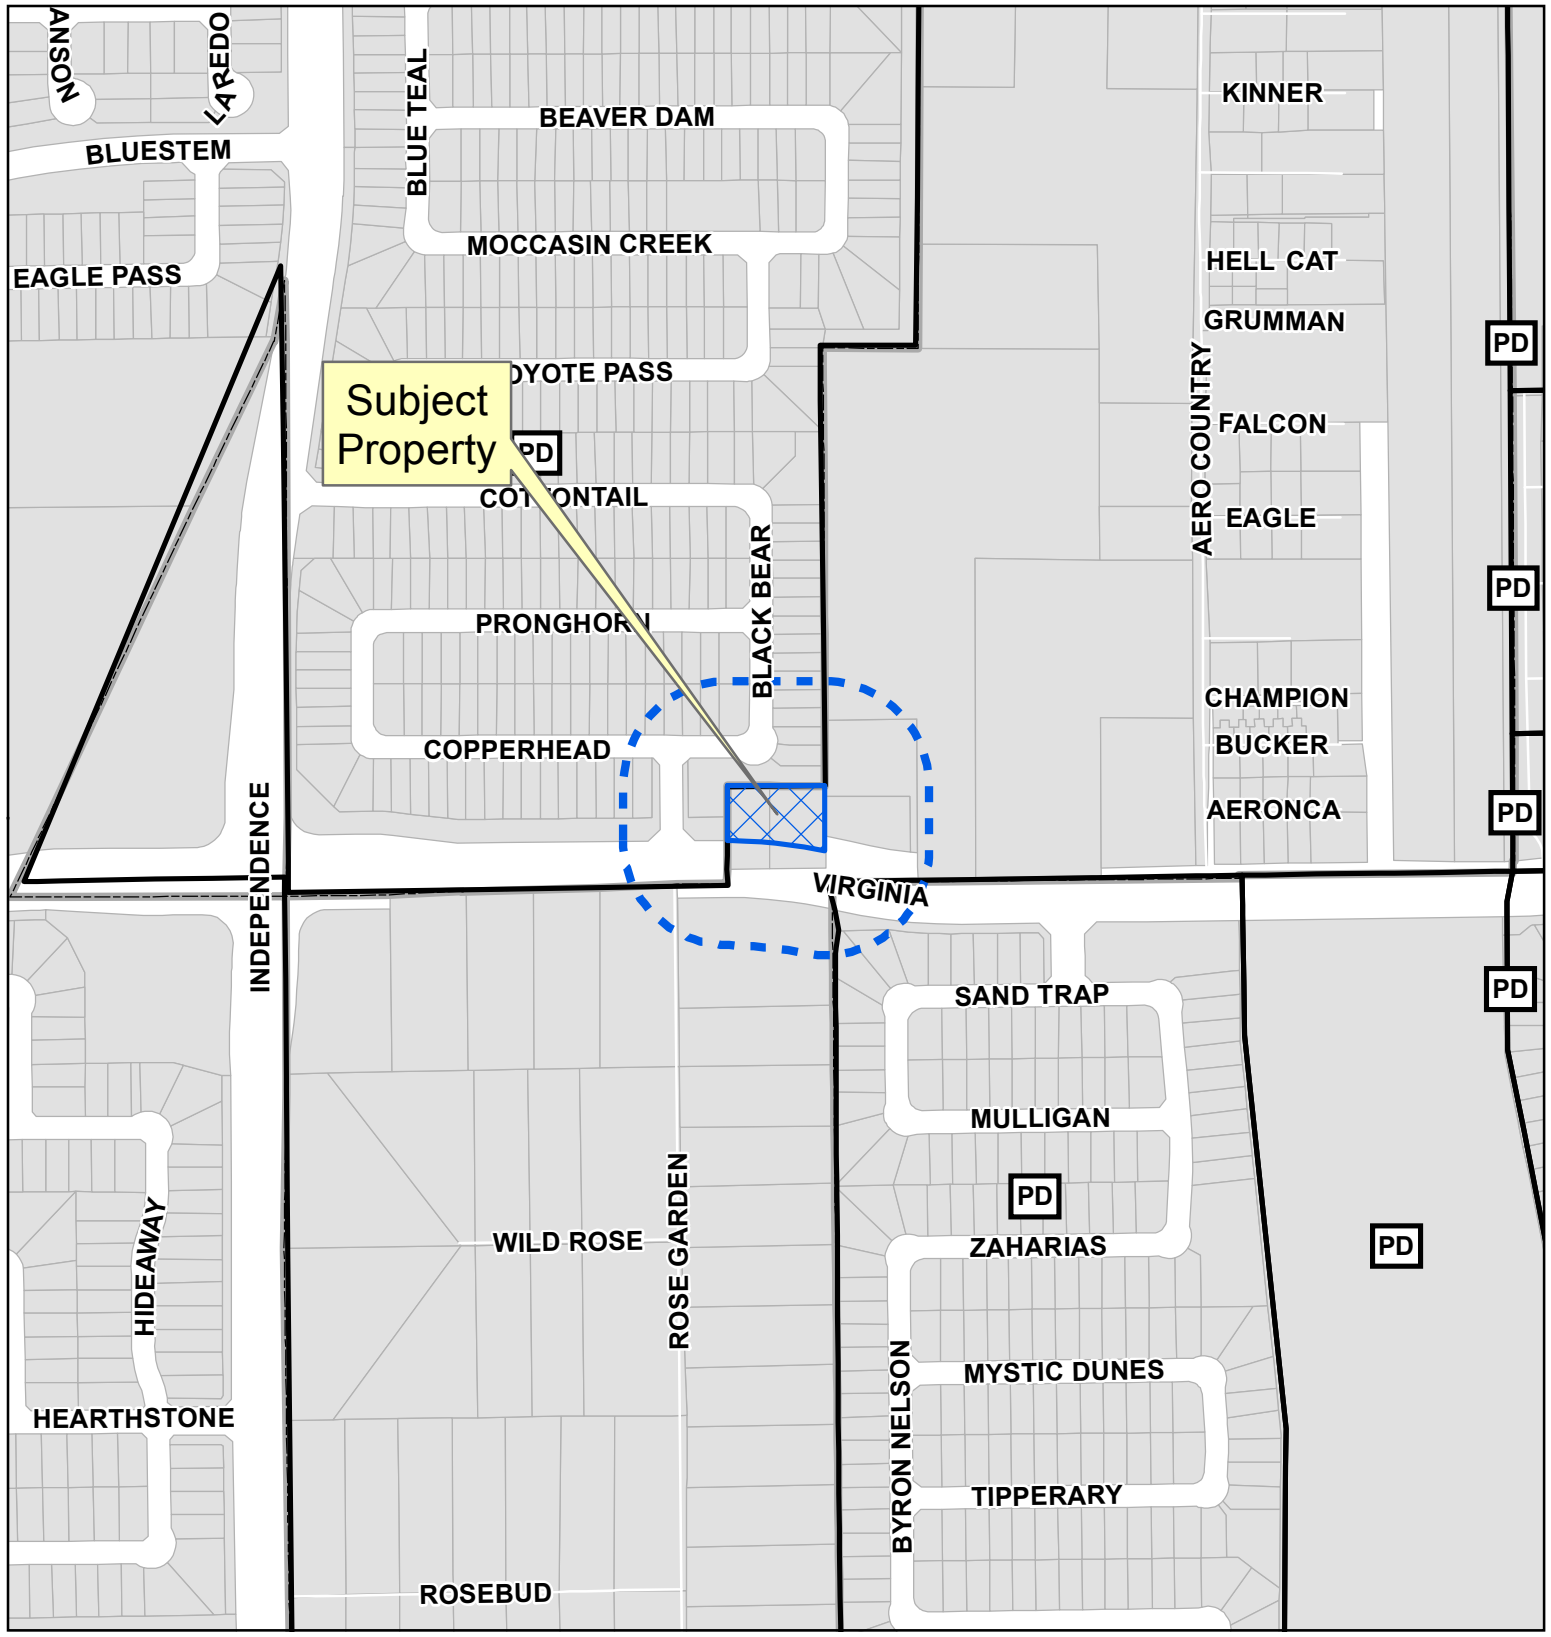 ANSON
LAREDO
BLUE TEAL
KINNER
BEAVER DAM
BLUESTEM
MOCCASIN CREEK
HELL CAT
EAGLE PASS
GRUMMAN
PD
OYOTE PASS
Subject
Property
AERO COUNTRY
FALCON
PD
COTTONTAIL
EAGLE
BLACK BEAR
PD
PRONGHORN
CHAMPION
COPPERHEAD
BUCKER
INDEPENDENCE
AERONCA
PD
VIRGINIA
SAND TRAP
PD
MULLIGAN
ROSE GARDEN
PD
HIDEAWAY
WILD ROSE
ZAHARIAS
PD
BYRON NELSON
MYSTIC DUNES
HEARTHSTONE
TIPPERARY
ROSEBUD